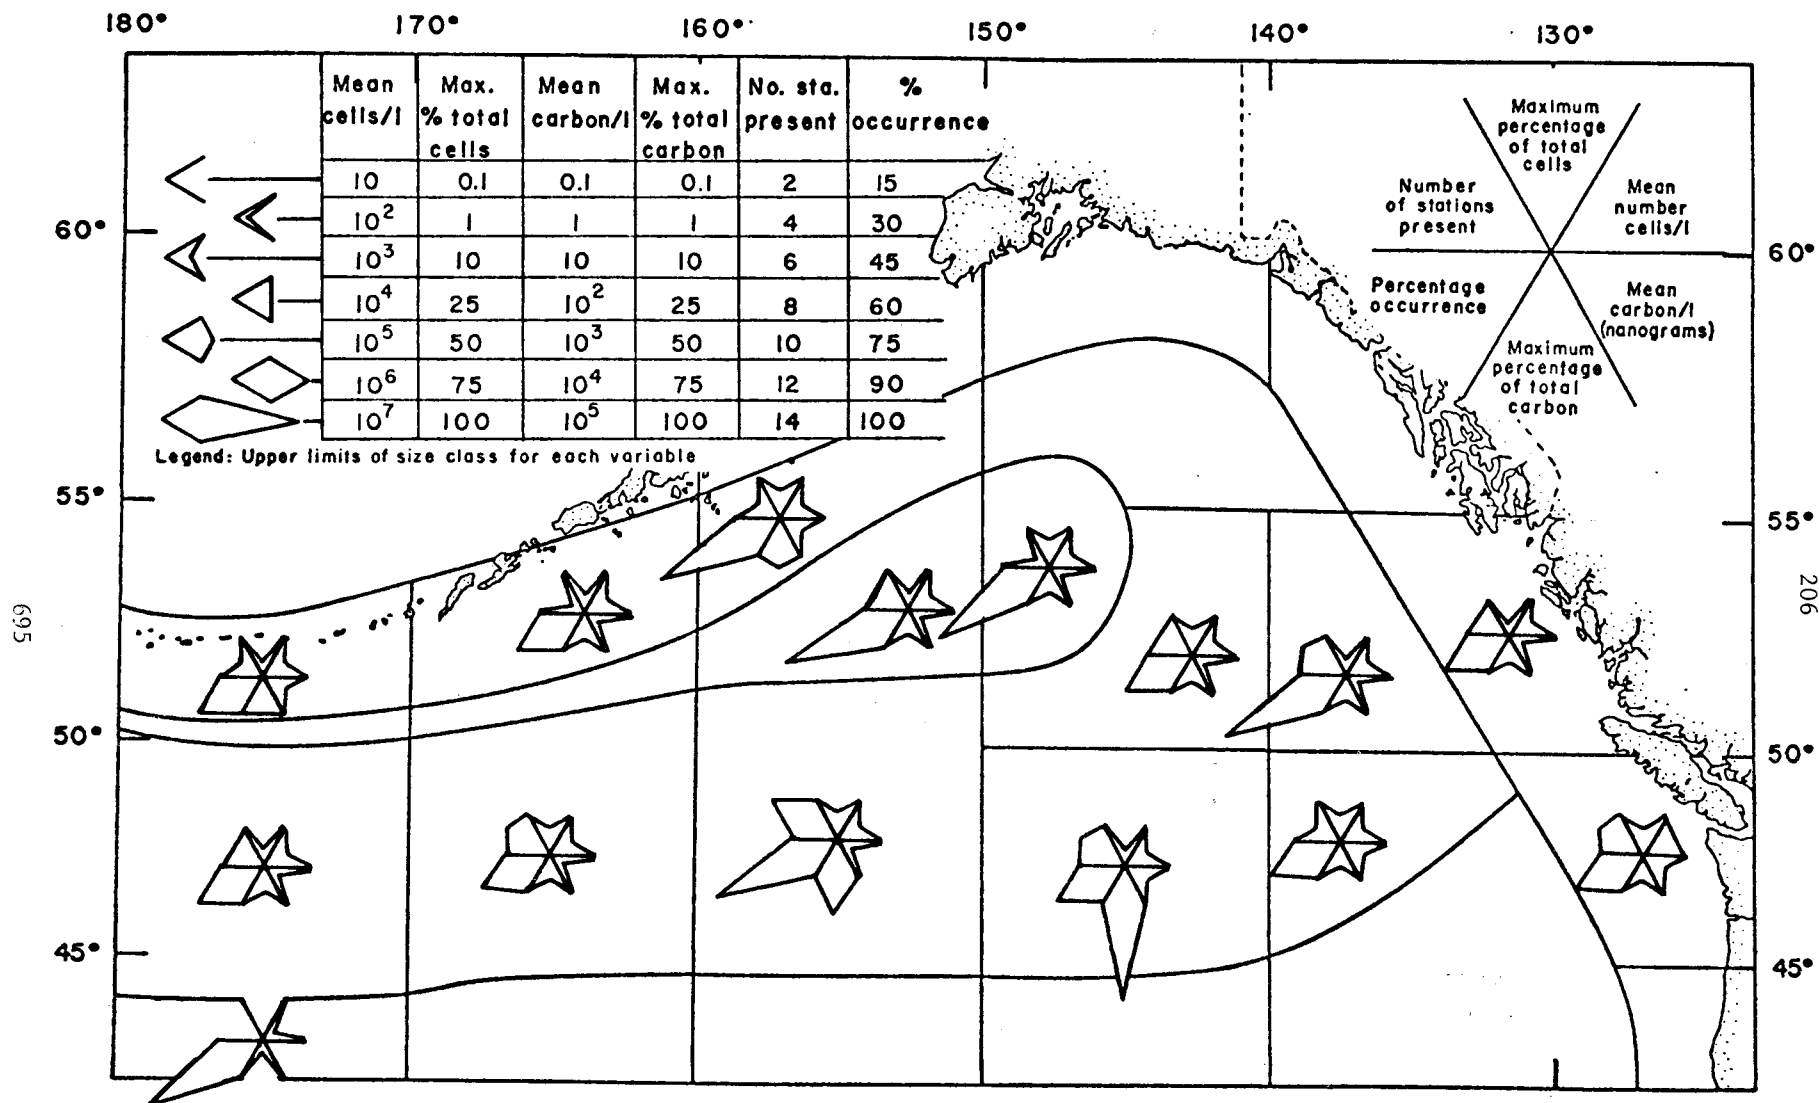 180° 170° 160° 150° 140° 130°
Mean cells/l Max. % total cells Mean carbon/l Max. % total carbon No. sta. present % occurrence
10 0.1 0.1 0.1 2 15
10² 1 1 1 4 30
10³ 10 10 10 6 45
10⁴ 25 10² 25 8 60
10⁵ 50 10³ 50 10 75
10⁶ 75 10⁴ 75 12 90
10⁷ 100 10⁵ 100 14 100
Legend: Upper limits of size class for each variable
Maximum
percentage
of total
cells
Number
of stations
present
Mean
number
cells/l
Percentage
occurrence
Mean
carbon/l
(nanograms)
Maximum
percentage
of total
carbon
60°
55°
50°
45°
60°
55°
50°
45°
695
206